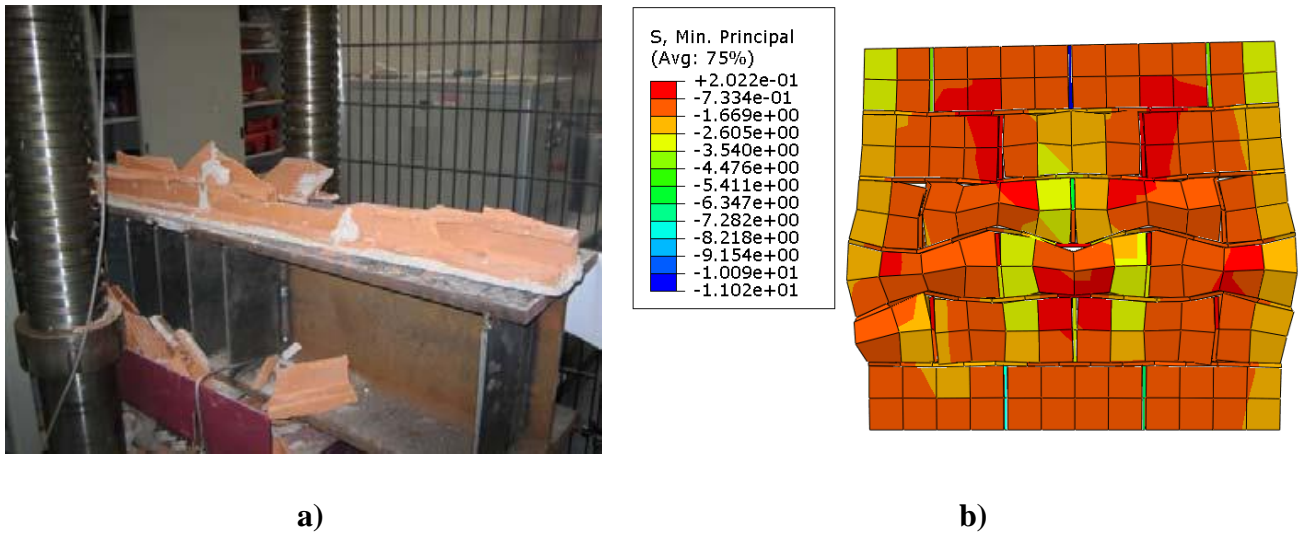 S, Min. Principal
(Avg: 75%)
+2.022e-01
-7.334e-01
-1.669e+00
-2.605e+00
-3.540e+00
-4.476e+00
-5.411e+00
-6.347e+00
-7.282e+00
-8.218e+00
-9.154e+00
-1.009e+01
-1.102e+01
a)
b)